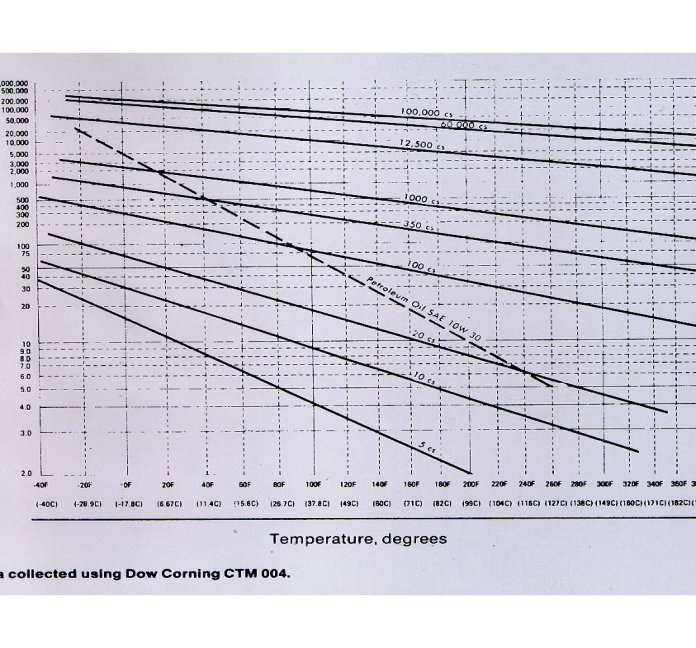 000,000
500,000
200,000
100,000
50,000
20,000
10,000
5,000
3,000
2,000
1,000
500
400
300
200
100
75
50
40
30
20
10
9.0
8.0
7.0
6.0
5.0
4.0
3.0
2.0
100,000 cs
60,000 cs
12,500 cs
1000 cs
350 cs
100 cs
Petroleum Oil SAE 10W 30
20 cs
10 cs
5 cs
-40F -20F -0F 20F 40F 60F 80F 100F 120F 140F 160F 180F 200F 220F 240F 260F 280F 300F 320F 340F 360F
(-40C) (-28.9C) (-17.8C) (6.67C) (11.4C) (15.6C) (26.7C) (37.8C) (49C) (60C) (71C) (82C) (99C) (104C) (116C) (127C) (138C) (149C) (160C) (171C) (182C)
Temperature, degrees
a collected using Dow Corning CTM 004.